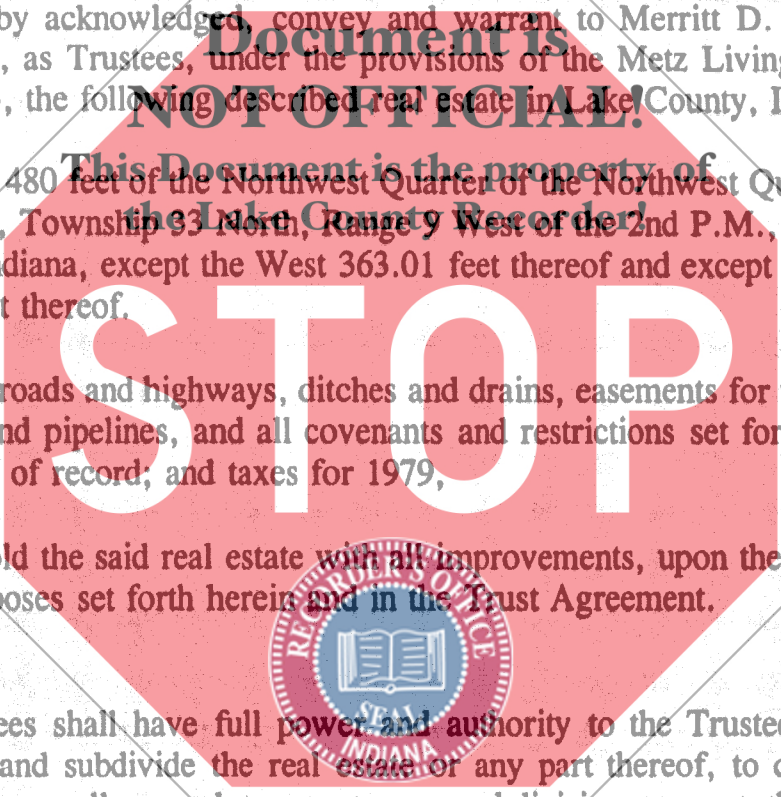 by acknowledged, convey and warrant to Merritt D.
Document is
, as Trustees, under the provisions of the Metz Living
, the following described real estate in Lake County, I
NOT OFFICIAL!
This Document is the property of
480 feet of the Northwest Quarter of the Northwest Qu
the Lake County Recorder!
, Township 33 North, Range 9 West of the 2nd P.M.,
diana, except the West 363.01 feet thereof and except
t thereof.
STOP
roads and highways, ditches and drains, easements for
nd pipelines, and all covenants and restrictions set for
of record; and taxes for 1979,
ld the said real estate with all improvements, upon the
poses set forth herein and in the Trust Agreement.
RECORDER'S OFFICE
SEAL
INDIANA
ees shall have full power and authority to the Trustee
and subdivide the real estate or any part thereof, to